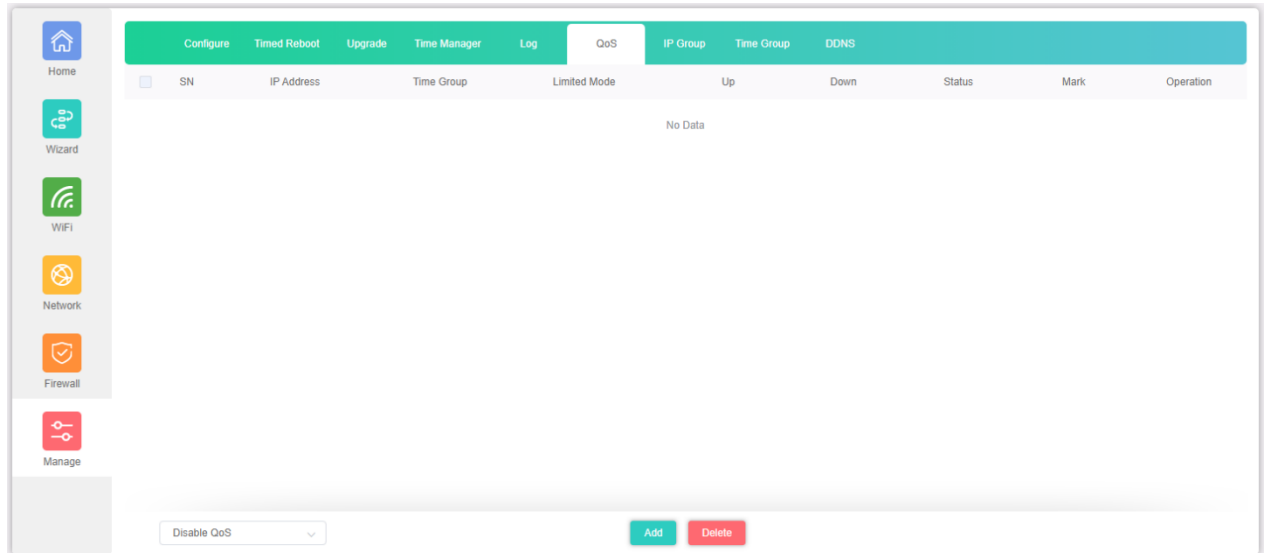 Home
Wizard
WiFi
Network
Firewall
Manage
Configure Timed Reboot Upgrade Time Manager Log QoS IP Group Time Group DDNS
SN IP Address Time Group Limited Mode Up Down Status Mark Operation
No Data
Disable QoS Add Delete